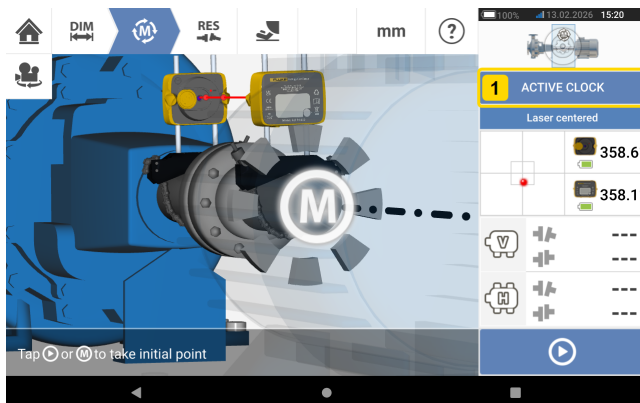 DIM
M
RES
mm
?
100%
13.02.2026
15:20
1
ACTIVE CLOCK
Laser centered
358.6
358.1
M
V
---
---
H
---
---
Tap or M to take initial point